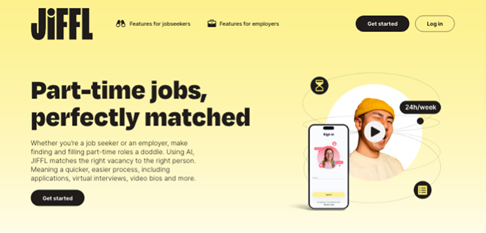 JiFFL
Features for jobseekers
Features for employers
Get started
Log in
Part-time jobs,
perfectly matched
Whether you're a job seeker or an employer, make
finding and filling part-time roles a doddle. Using AI,
JIFFL matches the right vacancy to the right person.
Meaning a quicker, easier process, including
applications, virtual interviews, video bios and more.
Get started
24h/week
Sign in